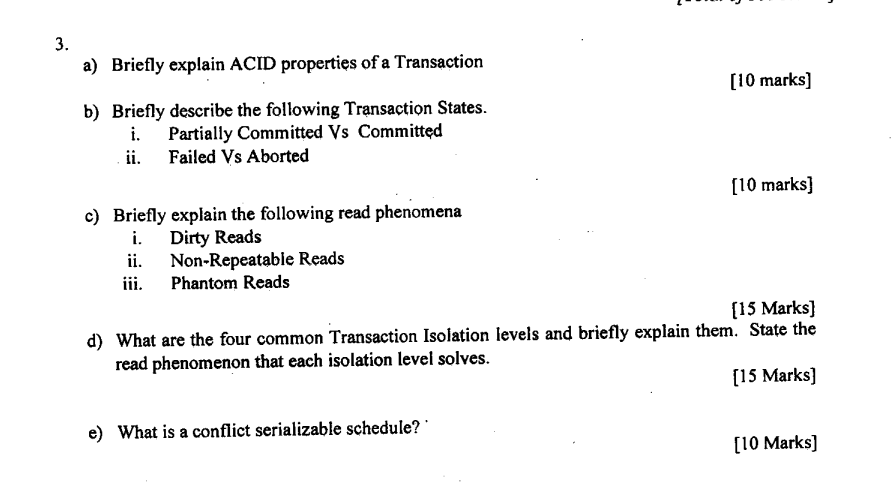 3.
a) Briefly explain ACID properties of a Transaction
[10 marks]
b) Briefly describe the following Transaction States.
i. Partially Committed Vs Committed
ii. Failed Vs Aborted
[10 marks]
c) Briefly explain the following read phenomena
i. Dirty Reads
ii. Non-Repeatable Reads
iii. Phantom Reads
[15 Marks]
d) What are the four common Transaction Isolation levels and briefly explain them. State the
read phenomenon that each isolation level solves.
[15 Marks]
e) What is a conflict serializable schedule?
[10 Marks]